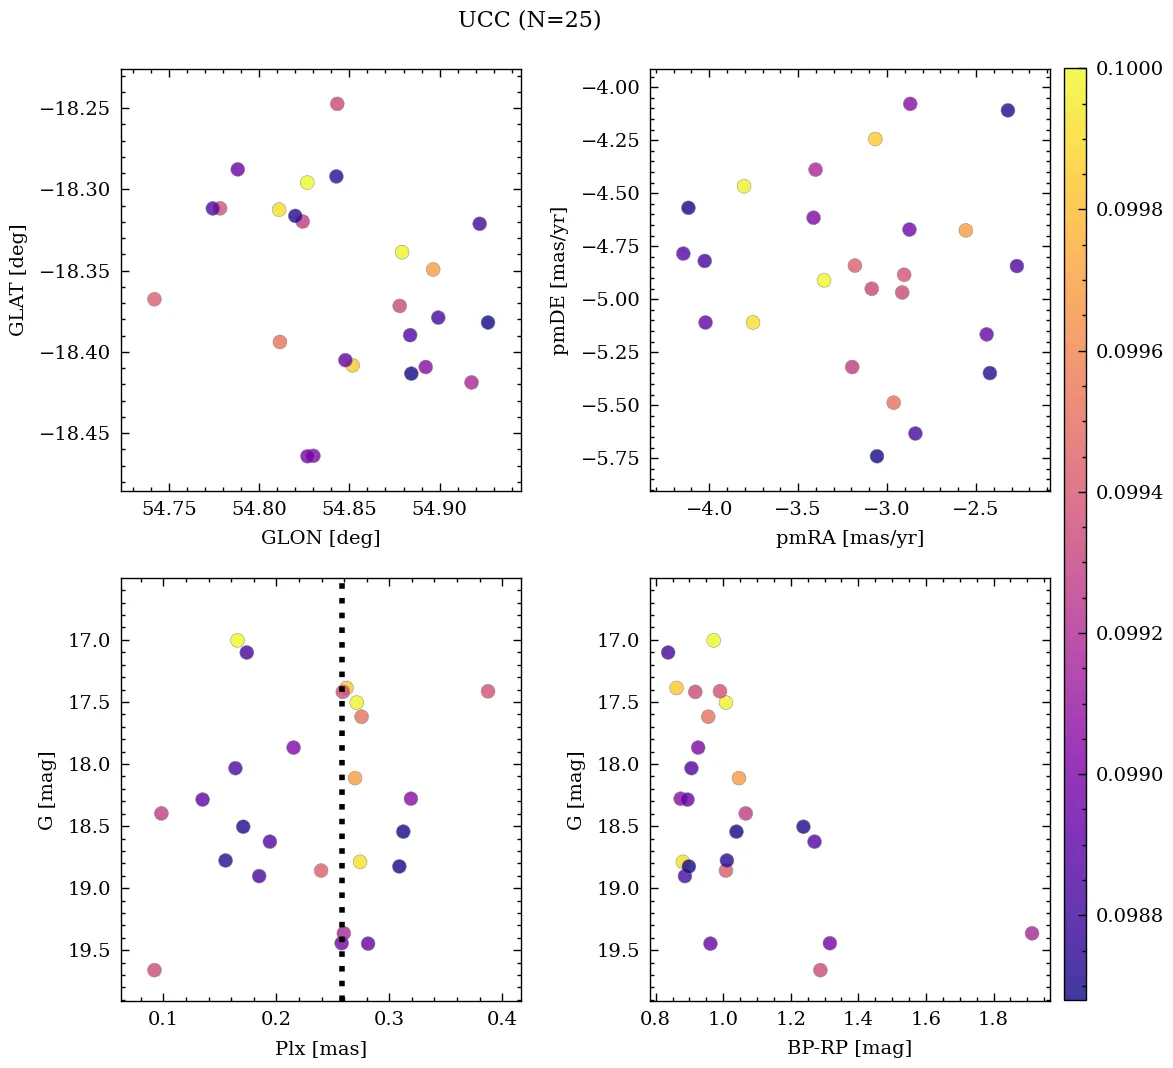 UCC (N=25)
−18.25
−18.30
−18.35
−18.40
−18.45
GLAT [deg]
54.75 54.80 54.85 54.90
GLON [deg]
−4.00
−4.25
−4.50
−4.75
−5.00
−5.25
−5.50
−5.75
pmDE [mas/yr]
−4.0 −3.5 −3.0 −2.5
pmRA [mas/yr]
17.0
17.5
18.0
18.5
19.0
19.5
G [mag]
0.1 0.2 0.3 0.4
Plx [mas]
17.0
17.5
18.0
18.5
19.0
19.5
G [mag]
0.8 1.0 1.2 1.4 1.6 1.8
BP-RP [mag]
0.1000
0.0998
0.0996
0.0994
0.0992
0.0990
0.0988